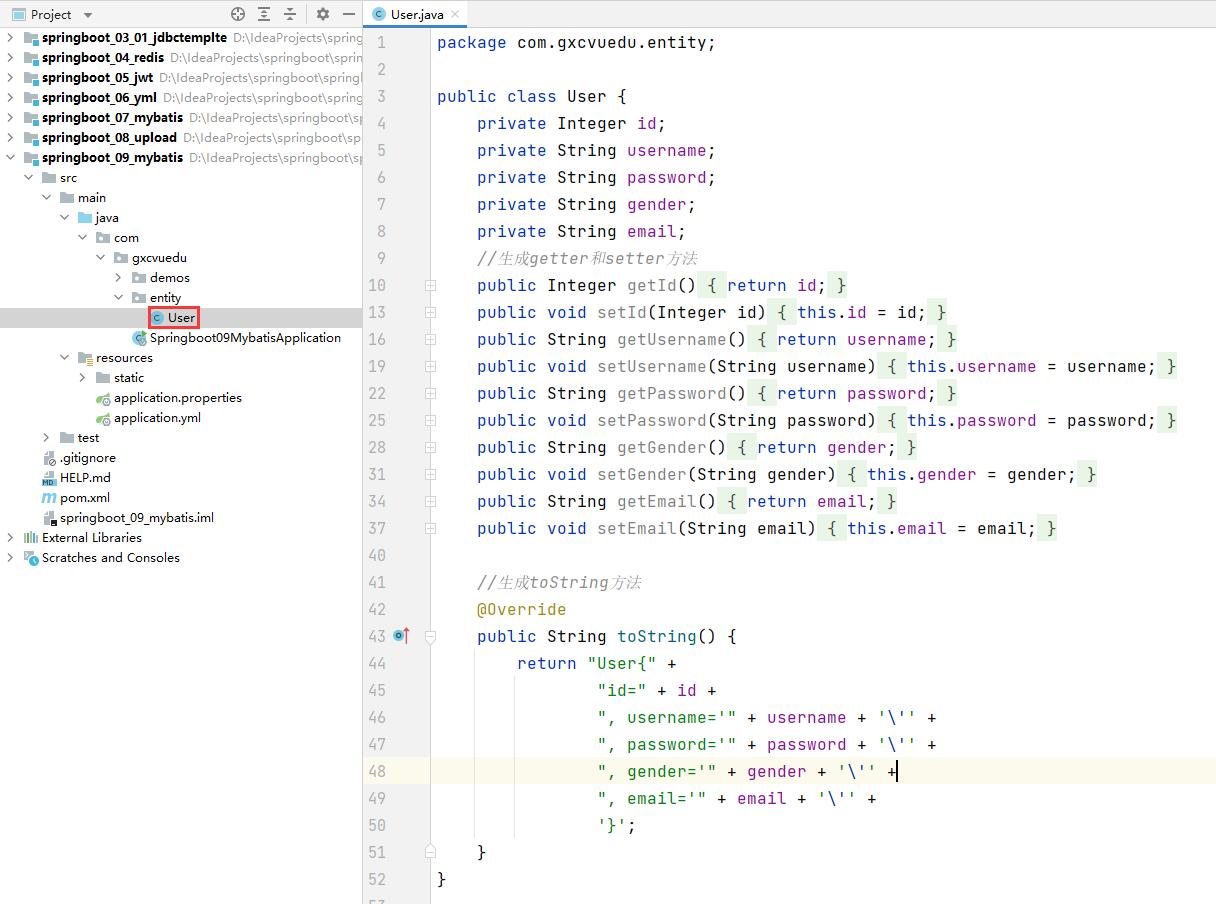 Project
springboot_03_01_jdbctemplte D:\IdeaProjects\spring
springboot_04_redis D:\IdeaProjects\springboot\sprin
springboot_05_jwt D:\IdeaProjects\springboot\spring
springboot_06_yml D:\IdeaProjects\springboot\spring
springboot_07_mybatis D:\IdeaProjects\springboot\s
springboot_08_upload D:\IdeaProjects\springboot\s
springboot_09_mybatis D:\IdeaProjects\springboot\s
src
main
java
com
gxcvuedu
demos
entity
User
Springboot09MybatisApplication
resources
static
application.properties
application.yml
test
.gitignore
HELP.md
pom.xml
springboot_09_mybatis.iml
External Libraries
Scratches and Consoles
User.java
1 package com.gxcvuedu.entity;
2
3 public class User {
4 private Integer id;
5 private String username;
6 private String password;
7 private String gender;
8 private String email;
9 //生成getter和setter方法
10 public Integer getId() { return id; }
13 public void setId(Integer id) { this.id = id; }
16 public String getUsername() { return username; }
19 public void setUsername(String username) { this.username = username; }
22 public String getPassword() { return password; }
25 public void setPassword(String password) { this.password = password; }
28 public String getGender() { return gender; }
31 public void setGender(String gender) { this.gender = gender; }
34 public String getEmail() { return email; }
37 public void setEmail(String email) { this.email = email; }
40
41 //生成toString方法
42 @Override
43 public String toString() {
44 return "User{" +
45 "id=" + id +
46 ", username='" + username + '\'' +
47 ", password='" + password + '\'' +
48 ", gender='" + gender + '\'' +
49 ", email='" + email + '\'' +
50 '}';
51 }
52 }